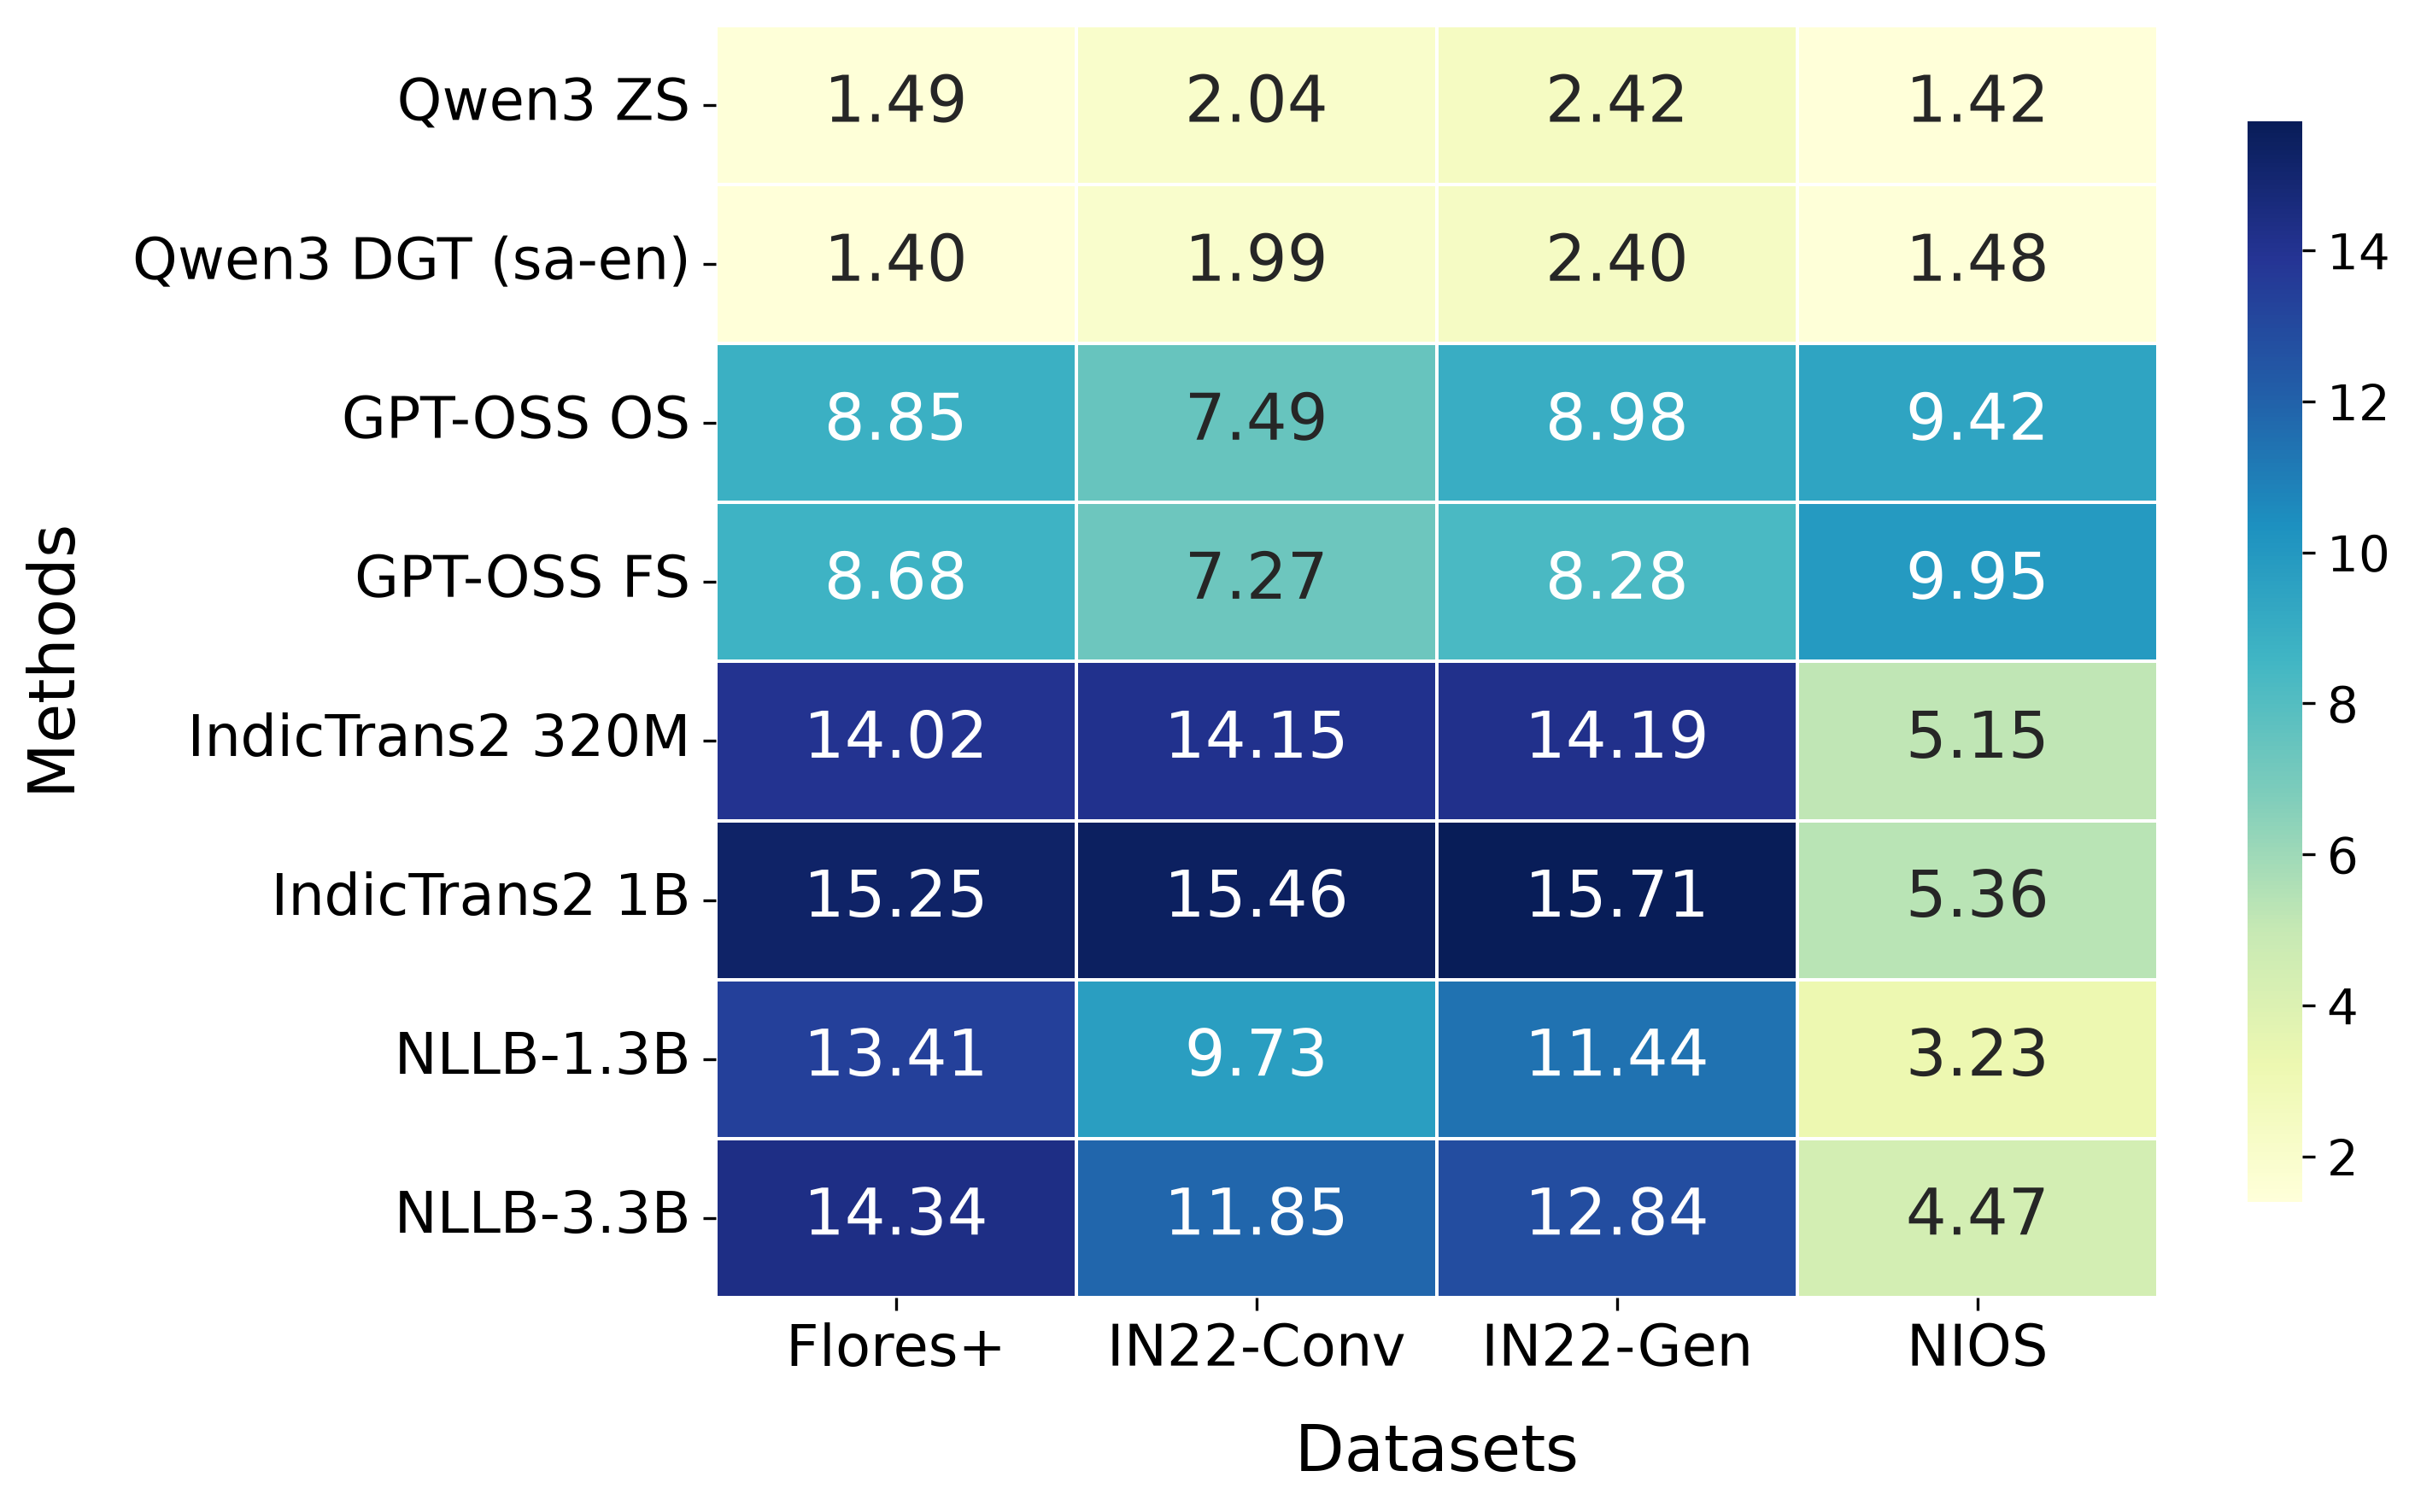 Methods
Qwen3 ZS 1.49 2.04 2.42 1.42
Qwen3 DGT (sa-en) 1.40 1.99 2.40 1.48
GPT-OSS OS 8.85 7.49 8.98 9.42
GPT-OSS FS 8.68 7.27 8.28 9.95
IndicTrans2 320M 14.02 14.15 14.19 5.15
IndicTrans2 1B 15.25 15.46 15.71 5.36
NLLB-1.3B 13.41 9.73 11.44 3.23
NLLB-3.3B 14.34 11.85 12.84 4.47
Flores+ IN22-Conv IN22-Gen NIOS
Datasets
14
12
10
8
6
4
2